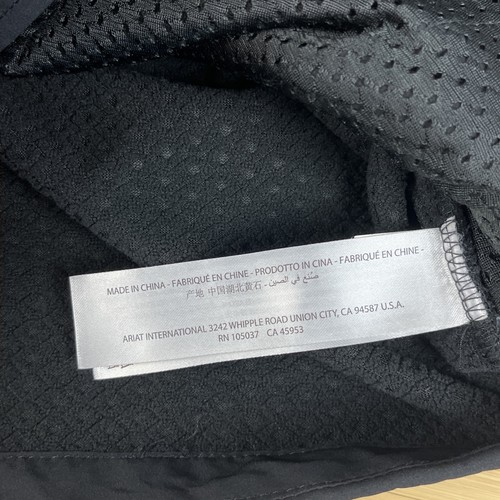 MADE IN CHINA - FABRIQUÉ EN CHINE - PRODOTTO IN CINA - FABRIQUÉ EN CHINE -
产地 中国湖北黄石 - صُنع في الصين
ARIAT INTERNATIONAL 3242 WHIPPLE ROAD UNION CITY, CA 94587 U.S.A.
RN 105037 CA 45953